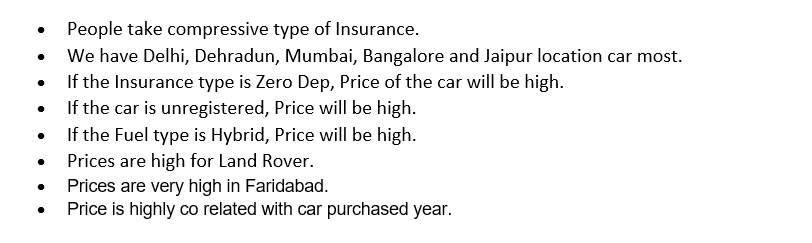 • People take compressive type of Insurance.
• We have Delhi, Dehradun, Mumbai, Bangalore and Jaipur location car most.
• If the Insurance type is Zero Dep, Price of the car will be high.
• If the car is unregistered, Price will be high.
• If the Fuel type is Hybrid, Price will be high.
• Prices are high for Land Rover.
• Prices are very high in Faridabad.
• Price is highly co related with car purchased year.